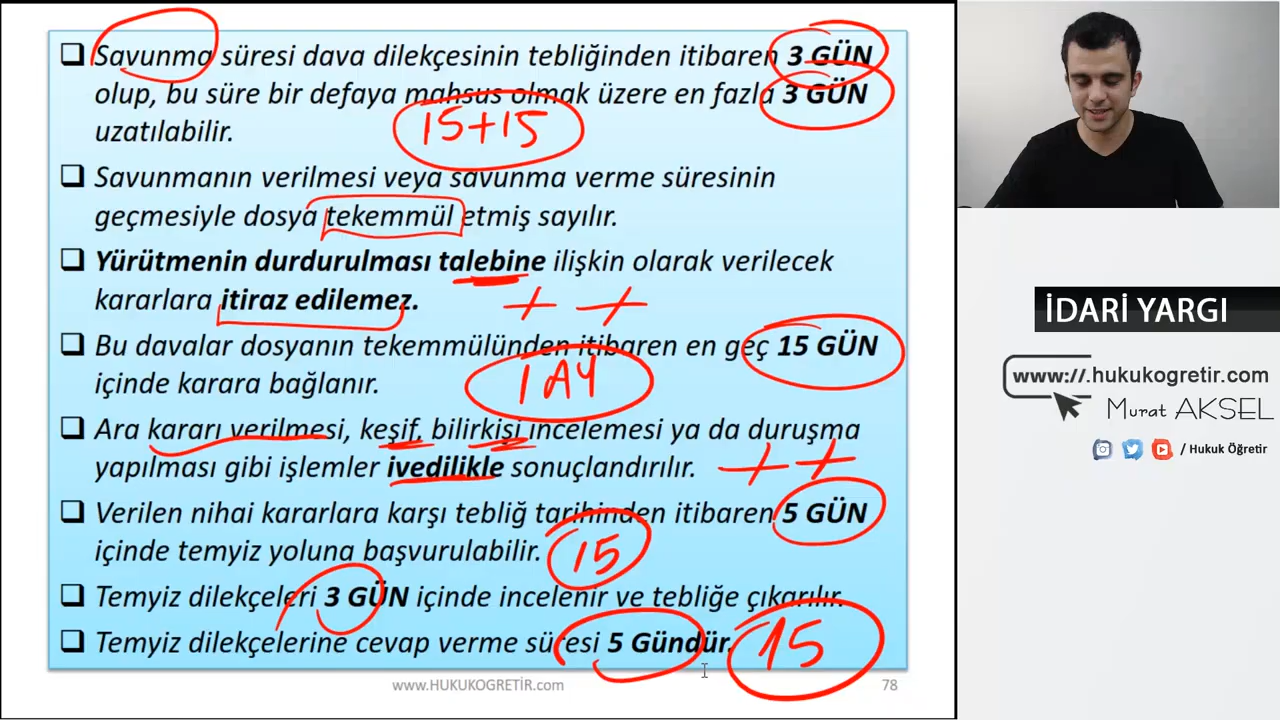 Savunma süresi dava dilekçesinin tebliğinden itibaren 3 GÜN
olup, bu süre bir defaya mahsus olmak üzere en fazla 3 GÜN
uzatılabilir.
15+15
Savunmanın verilmesi veya savunma verme süresinin
geçmesiyle dosya tekemmül etmiş sayılır.
Yürütmenin durdurulması talebine ilişkin olarak verilecek
kararlara itiraz edilemez.
Bu davalar dosyanın tekemmülünden itibaren en geç 15 GÜN
içinde karara bağlanır.
1 AY
Ara kararı verilmesi, keşif, bilirkişi incelemesi ya da duruşma
yapılması gibi işlemler ivedilikle sonuçlandırılır.
Verilen nihai kararlara karşı tebliğ tarihinden itibaren 5 GÜN
içinde temyiz yoluna başvurulabilir.
15
Temyiz dilekçeleri 3 GÜN içinde incelenir ve tebliğe çıkarılır.
Temyiz dilekçelerine cevap verme süresi 5 Gündür.
15
www.HUKUKOGRETIR.com
78
İDARİ YARGI
www://.hukukogretir.com
Murat AKSEL
/ Hukuk Öğretir